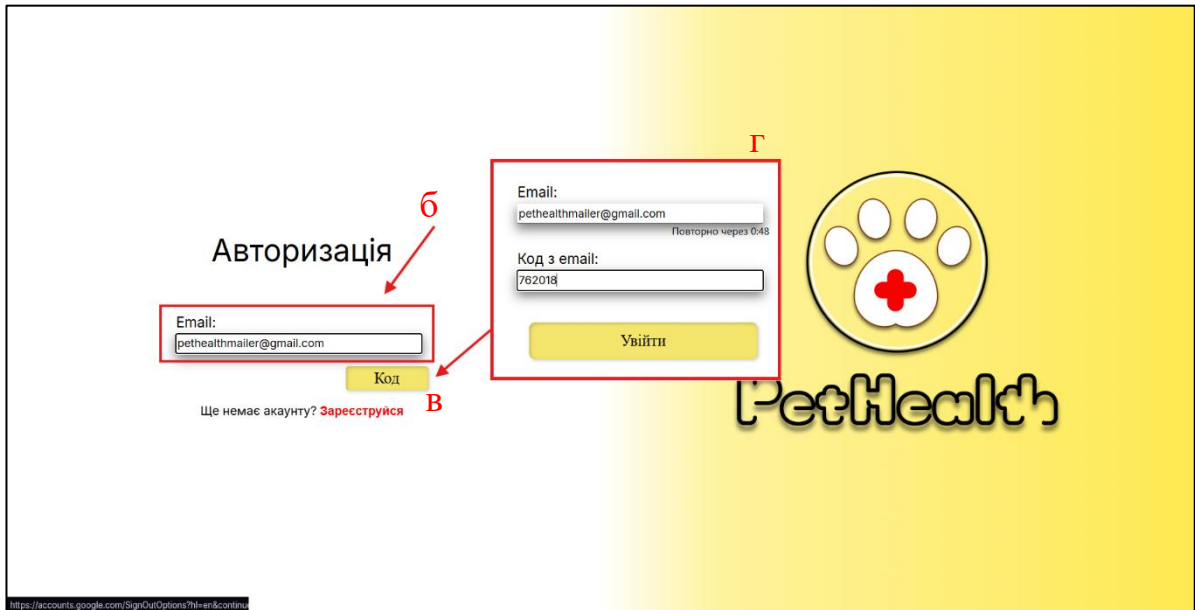 г
б
Авторизація
Email:
pethealthmailer@gmail.com
Код
в
Ще немає акаунту? Зареєструйся
Email:
pethealthmailer@gmail.com
Повторно через 0:48
Код з email:
762018
Увійти
PetHealth
https://accounts.google.com/SignOutOptions?hl=en&continu